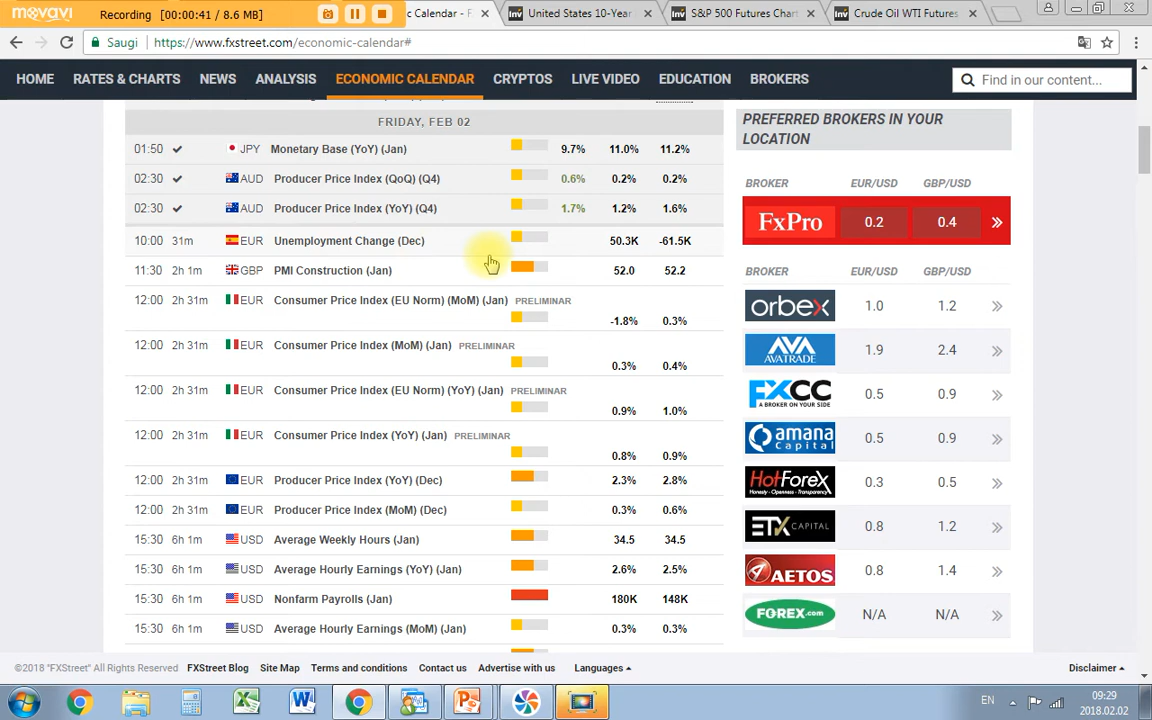 movavi Recording (00:00:41 / 8.6 MB) c Calendar - F United States 10-Year S&P 500 Futures Chart Crude Oil WTI Futures
Saugi https://www.fxstreet.com/economic-calendar#
HOME RATES & CHARTS NEWS ANALYSIS ECONOMIC CALENDAR CRYPTOS LIVE VIDEO EDUCATION BROKERS Find in our content...
FRIDAY, FEB 02
01:50 JPY Monetary Base (YoY) (Jan) 9.7% 11.0% 11.2%
02:30 AUD Producer Price Index (QoQ) (Q4) 0.6% 0.2% 0.2%
02:30 AUD Producer Price Index (YoY) (Q4) 1.7% 1.2% 1.6%
10:00 31m EUR Unemployment Change (Dec) 50.3K -61.5K
11:30 2h 1m GBP PMI Construction (Jan) 52.0 52.2
12:00 2h 31m EUR Consumer Price Index (EU Norm) (MoM) (Jan) PRELIMINAR
-1.8% 0.3%
12:00 2h 31m EUR Consumer Price Index (MoM) (Jan) PRELIMINAR
0.3% 0.4%
12:00 2h 31m EUR Consumer Price Index (EU Norm) (YoY) (Jan) PRELIMINAR
0.9% 1.0%
12:00 2h 31m EUR Consumer Price Index (YoY) (Jan) PRELIMINAR
0.8% 0.9%
12:00 2h 31m EUR Producer Price Index (YoY) (Dec) 2.3% 2.8%
12:00 2h 31m EUR Producer Price Index (MoM) (Dec) 0.3% 0.6%
15:30 6h 1m USD Average Weekly Hours (Jan) 34.5 34.5
15:30 6h 1m USD Average Hourly Earnings (YoY) (Jan) 2.6% 2.5%
15:30 6h 1m USD Nonfarm Payrolls (Jan) 180K 148K
15:30 6h 1m USD Average Hourly Earnings (MoM) (Jan) 0.3% 0.3%
PREFERRED BROKERS IN YOUR
LOCATION
BROKER EUR/USD GBP/USD
FxPro 0.2 0.4
BROKER EUR/USD GBP/USD
orbex 1.0 1.2
AVATRADE 1.9 2.4
FXCC A BROKER ON YOUR SIDE 0.5 0.9
amana Capital 0.5 0.9
HotForeX Honesty - Openness - Transparency 0.3 0.5
ETX CAPITAL 0.8 1.2
AETOS 0.8 1.4
FOREX.com N/A N/A
©2018 "FXStreet" All Rights Reserved FXStreet Blog Site Map Terms and conditions Contact us Advertise with us Languages Disclaimer
EN 09:29
2018.02.02